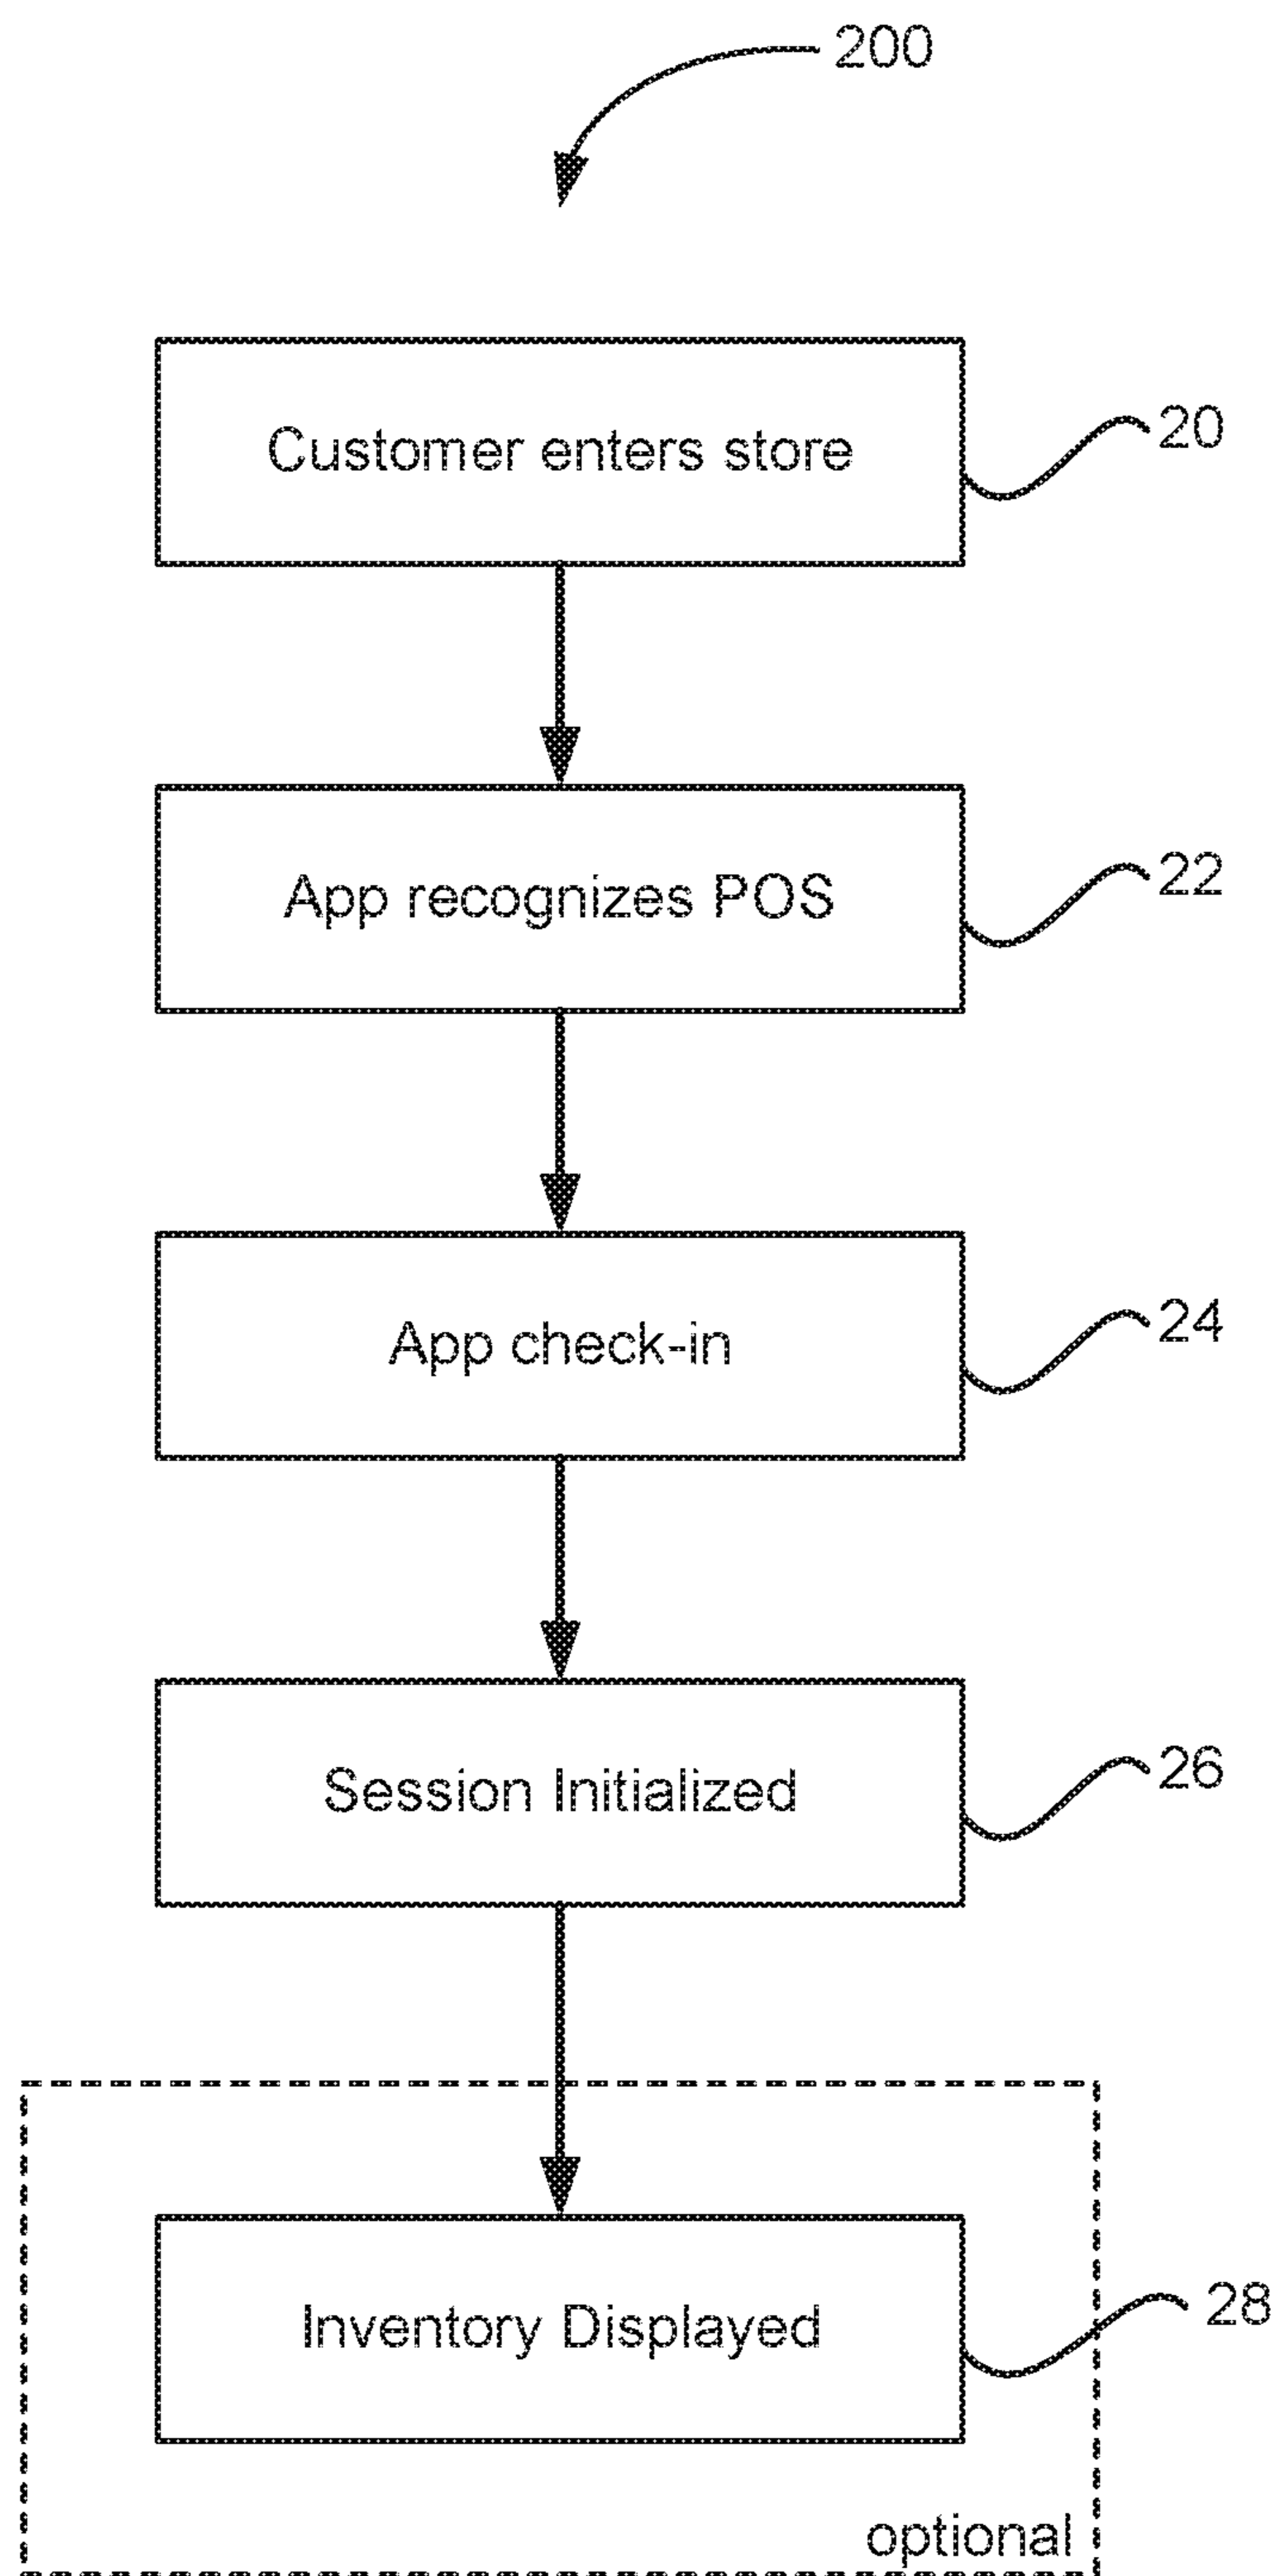 200
Customer enters store
20
App recognizes POS
22
App check-in
24
Session Initialized
26
Inventory Displayed
28
optional